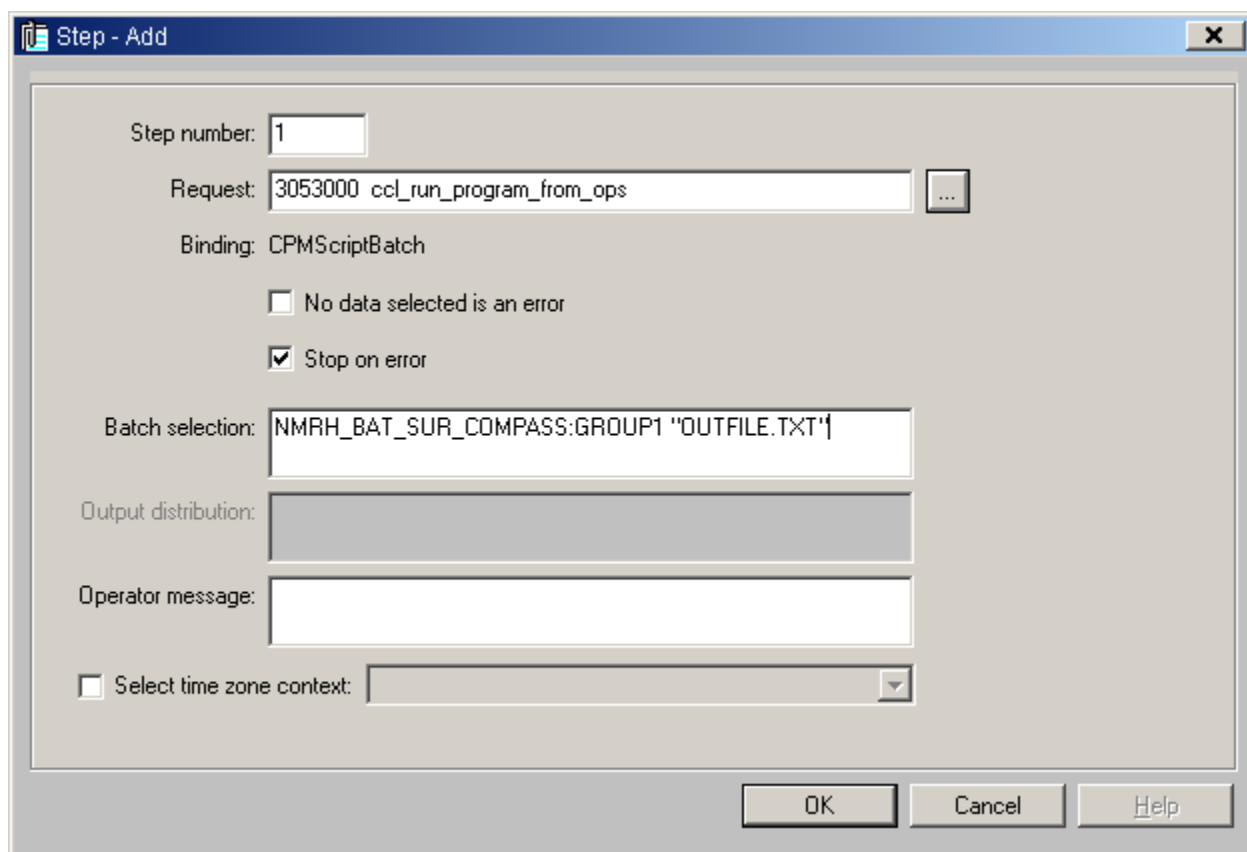 Step - Add
Step number: 1
Request: 3053000 ccl_run_program_from_ops ...
Binding: CPMScriptBatch
No data selected is an error
Stop on error
Batch selection: NMRH_BAT_SUR_COMPASS:GROUP1 "OUTFILE.TXT"
Output distribution:
Operator message:
Select time zone context:
OK Cancel Help